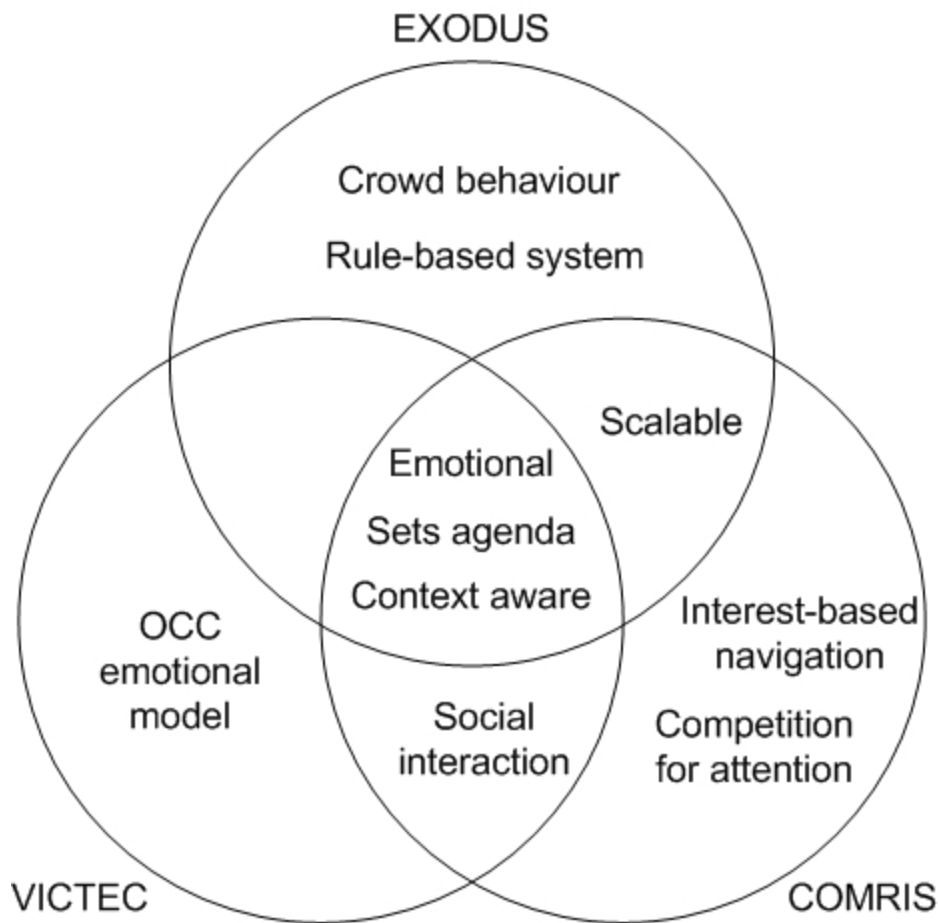 EXODUS
Crowd behaviour
Rule-based system
Scalable
Emotional
Sets agenda
Context aware
OCC
emotional
model
Interest-based
navigation
Social
interaction
Competition
for attention
VICTEC
COMRIS